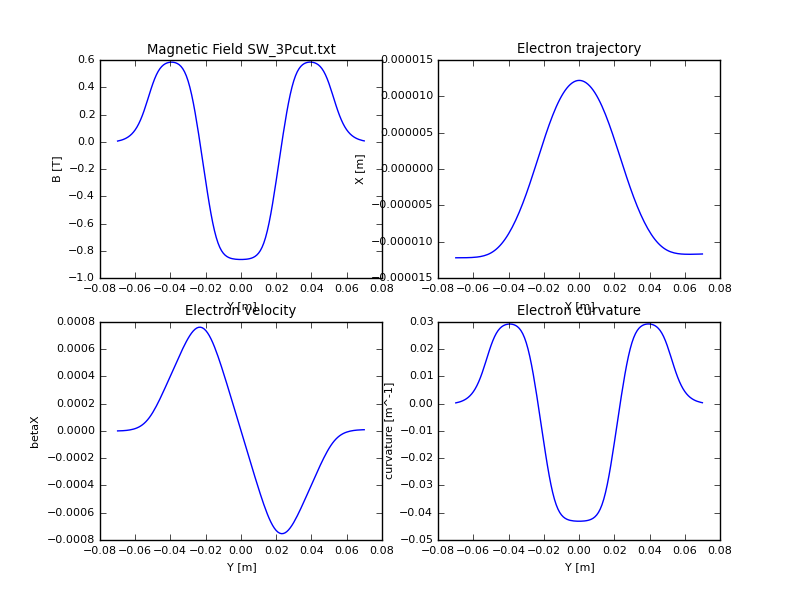 Magnetic Field SW_3Pcut.txt
B [T]
0.6
0.4
0.2
0.0
−0.2
−0.4
−0.6
−0.8
−1.0
−0.08 −0.06 −0.04 −0.02 0.00 0.02 0.04 0.06 0.08
Y [m]
Electron trajectory
X [m]
0.000015
0.000010
0.000005
0.000000
−0.000005
−0.000010
−0.000015
−0.08 −0.06 −0.04 −0.02 0.00 0.02 0.04 0.06 0.08
Y [m]
Electron velocity
betaX
0.0008
0.0006
0.0004
0.0002
0.0000
−0.0002
−0.0004
−0.0006
−0.0008
−0.08 −0.06 −0.04 −0.02 0.00 0.02 0.04 0.06 0.08
Y [m]
Electron curvature
curvature [m^-1]
0.03
0.02
0.01
0.00
−0.01
−0.02
−0.03
−0.04
−0.05
−0.08 −0.06 −0.04 −0.02 0.00 0.02 0.04 0.06 0.08
Y [m]